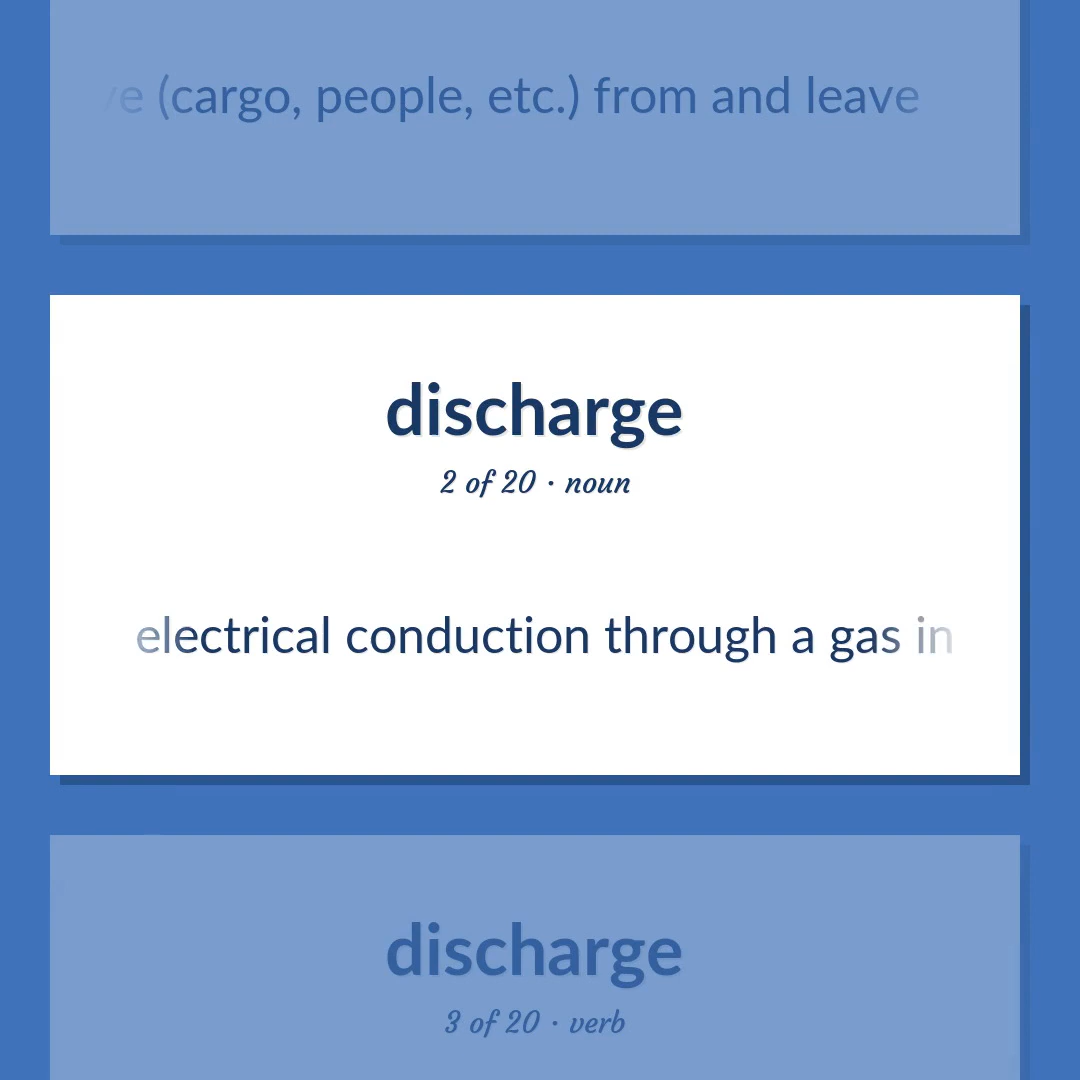 (cargo, people, etc.) from and leave
discharge
2 of 20 · noun
electrical conduction through a gas in
discharge
3 of 20 · verb